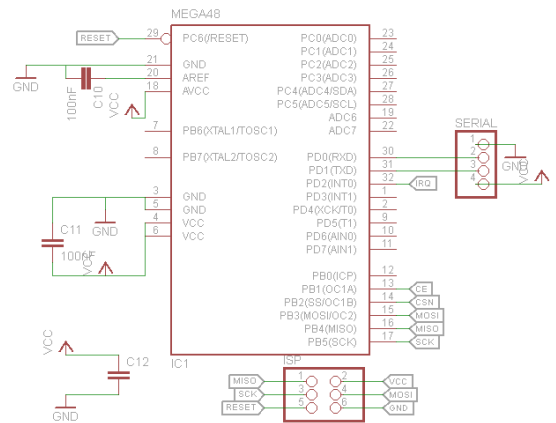 MEGA48
RESET 29 PC6(/RESET) PC0(ADC0) 23
PC1(ADC1) 24
21 GND PC2(ADC2) 25
20 AREF PC3(ADC3) 26
18 AVCC PC4(ADC4/SDA) 27
PC5(ADC5/SCL) 28
ADC6 19
7 PB6(XTAL1/TOSC1) ADC7 22
GND
100nF
C10
VCC
SERIAL
8 PB7(XTAL2/TOSC2) PD0(RXD) 30
PD1(TXD) 31
PD2(INT0) 32 IRQ
3 GND PD3(INT1) 1
5 GND PD4(XCK/T0) 2
4 VCC PD5(T1) 9
6 VCC PD6(AIN0) 10
PD7(AIN1) 11
1
2
3
4
GND
VCC
C11
100nF
GND
VCC
PB0(ICP) 12
PB1(OC1A) 13 CE
PB2(SS/OC1B) 14 CSN
PB3(MOSI/OC2) 15 MOSI
PB4(MISO) 16 MISO
PB5(SCK) 17 SCK
IC1
VCC
C12
GND
ISP
MISO 1 2 VCC
SCK 3 4 MOSI
RESET 5 6 GND